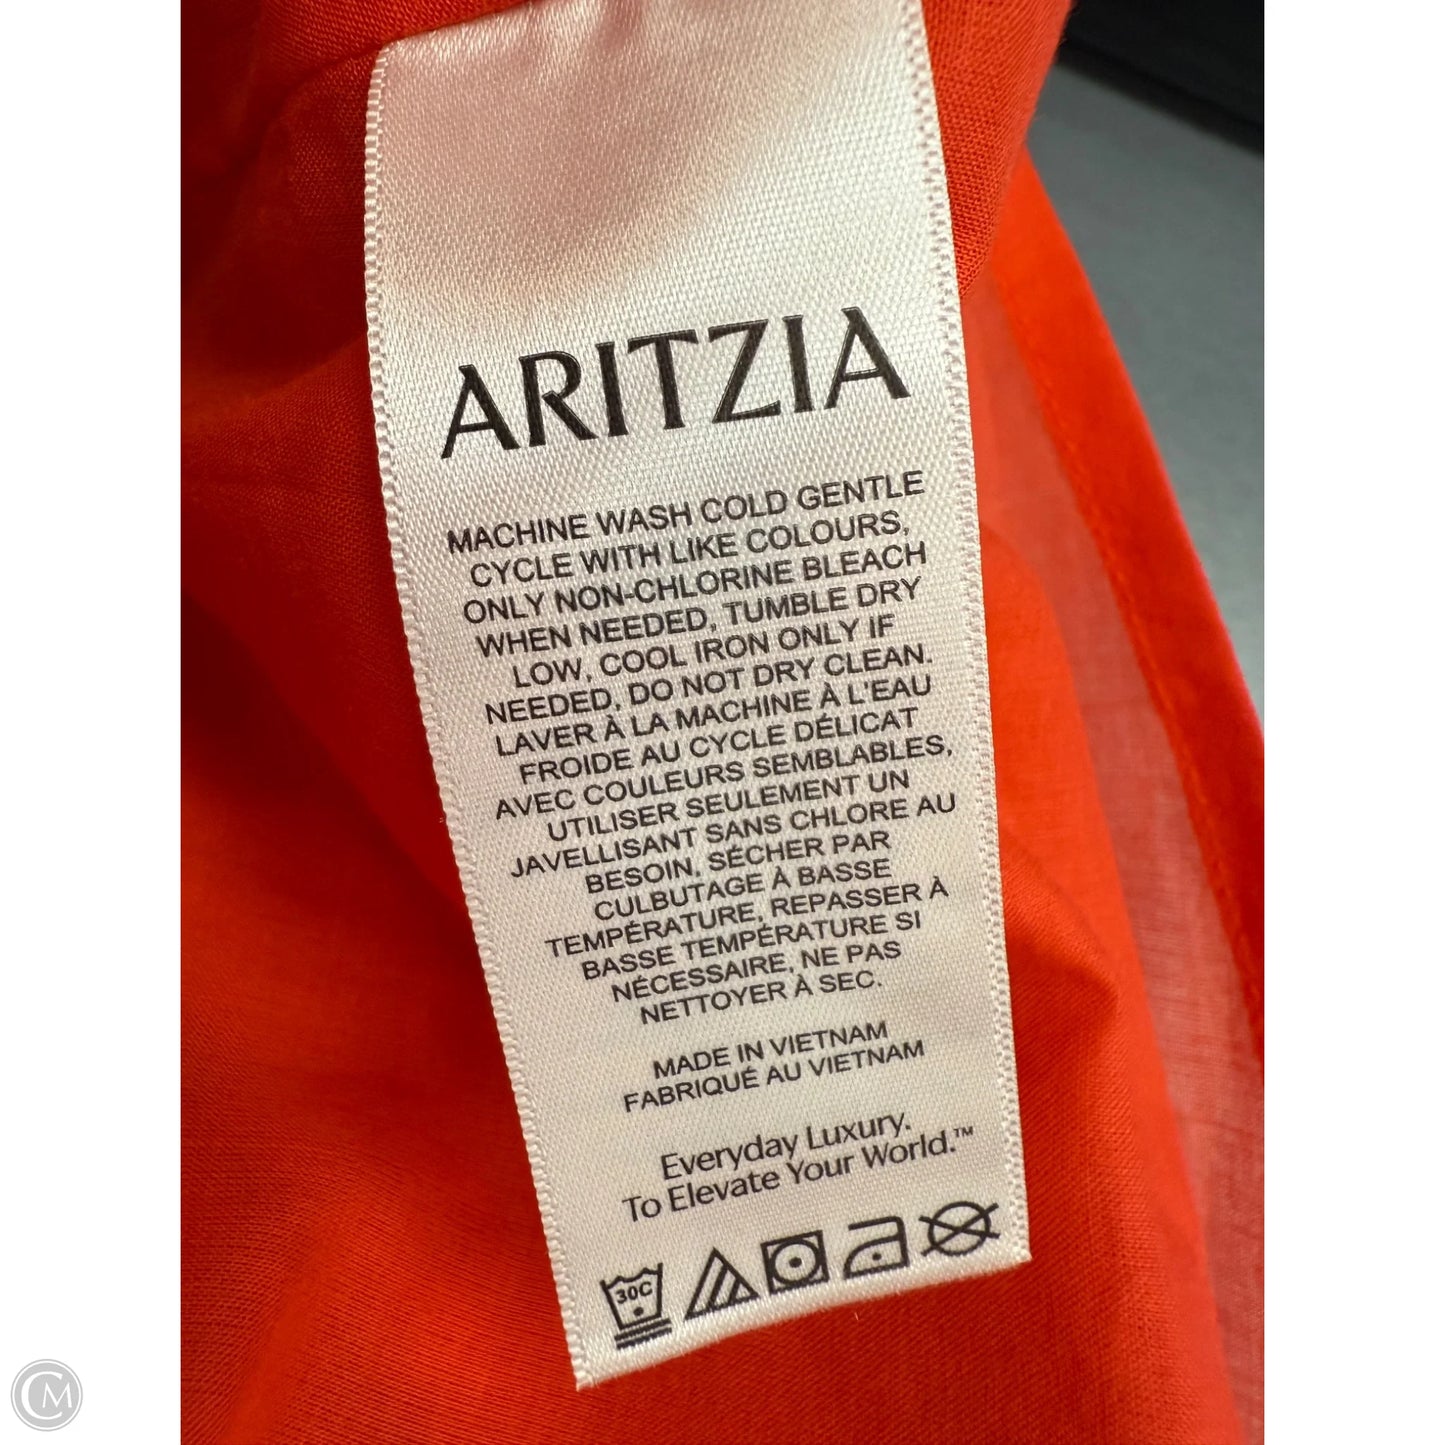 ARITZIA
MACHINE WASH COLD GENTLE
CYCLE WITH LIKE COLOURS,
ONLY NON-CHLORINE BLEACH
WHEN NEEDED, TUMBLE DRY
LOW, COOL IRON ONLY IF
NEEDED, DO NOT DRY CLEAN.
LAVER À LA MACHINE À L'EAU
FROIDE AU CYCLE DÉLICAT
AVEC COULEURS SEMBLABLES,
UTILISER SEULEMENT UN
JAVELLISANT SANS CHLORE AU
BESOIN, SÉCHER PAR
CULBUTAGE À BASSE
TEMPÉRATURE, REPASSER À
BASSE TEMPÉRATURE SI
NÉCESSAIRE, NE PAS
NETTOYER À SEC.
MADE IN VIETNAM
FABRIQUÉ AU VIETNAM
Everyday Luxury.
To Elevate Your World.™
30C
CM